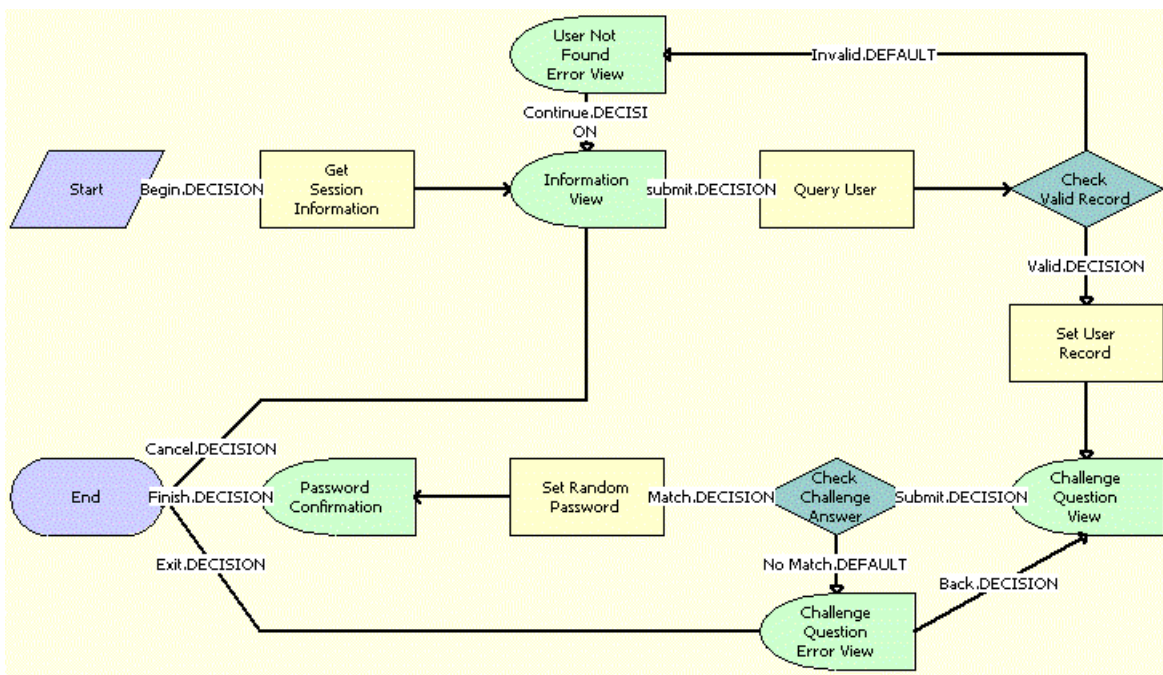 User Not
Found
Error View
Invalid.DEFAULT
Continue.DECISI
ON
Start
Begin.DECISION
Get
Session
Information
Information
View
submit.DECISION
Query User
Check
Valid Record
Valid.DECISION
Set User
Record
Cancel.DECISION
End
Finish.DECISION
Password
Confirmation
Set Random
Password
Match.DECISION
Check
Challenge
Answer
Submit.DECISION
Challenge
Question
View
Exit.DECISION
No Match.DEFAULT
Back.DECISION
Challenge
Question
Error View